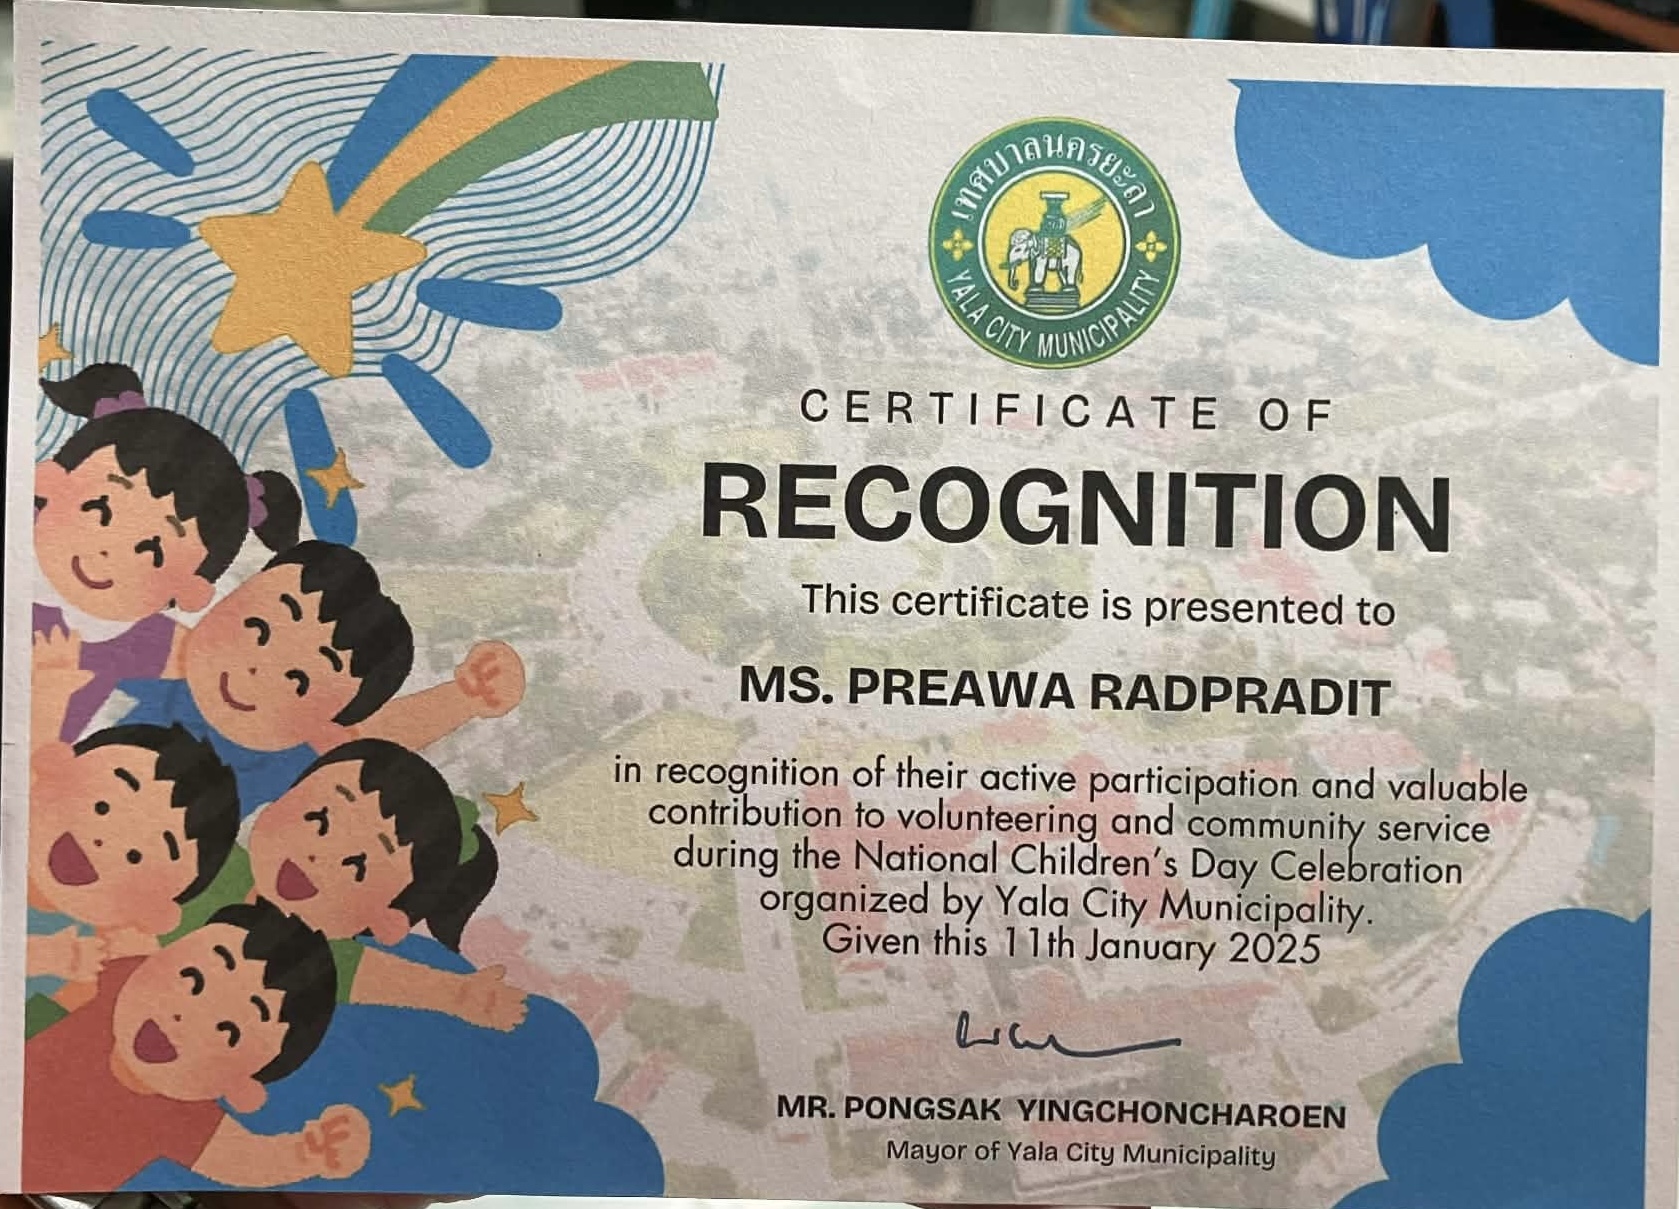 เทศบาลนครยะลา
YALA CITY MUNICIPALITY
CERTIFICATE OF
RECOGNITION
This certificate is presented to
MS. PREAWA RADPRADIT
in recognition of their active participation and valuable
contribution to volunteering and community service
during the National Children's Day Celebration
organized by Yala City Municipality.
Given this 11th January 2025
MR. PONGSAK YINGCHONCHAROEN
Mayor of Yala City Municipality